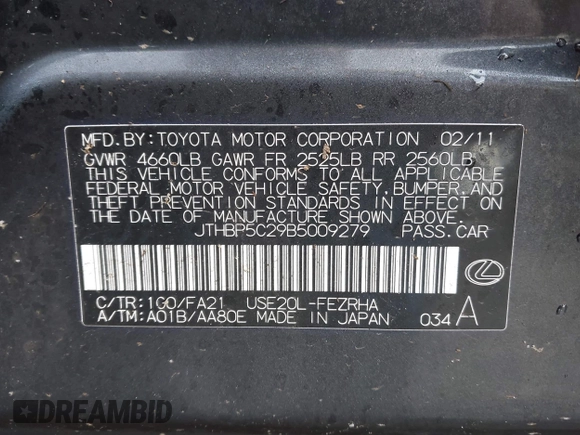 MFD. BY: TOYOTA MOTOR CORPORATION 02/11
GVWR 4660LB GAWR FR 2525LB RR 2560LB
THIS VEHICLE CONFORMS TO ALL APPLICABLE
FEDERAL MOTOR VEHICLE SAFETY, BUMPER, AND
THEFT PREVENTION STANDARDS IN EFFECT ON
THE DATE OF MANUFACTURE SHOWN ABOVE.
JTHBP5C29B5009279 PASS. CAR
C/TR: 1G0/FA21 USE20L-FEZRHA
A/TM: A01B/AA80E MADE IN JAPAN 034 A
DREAMBID